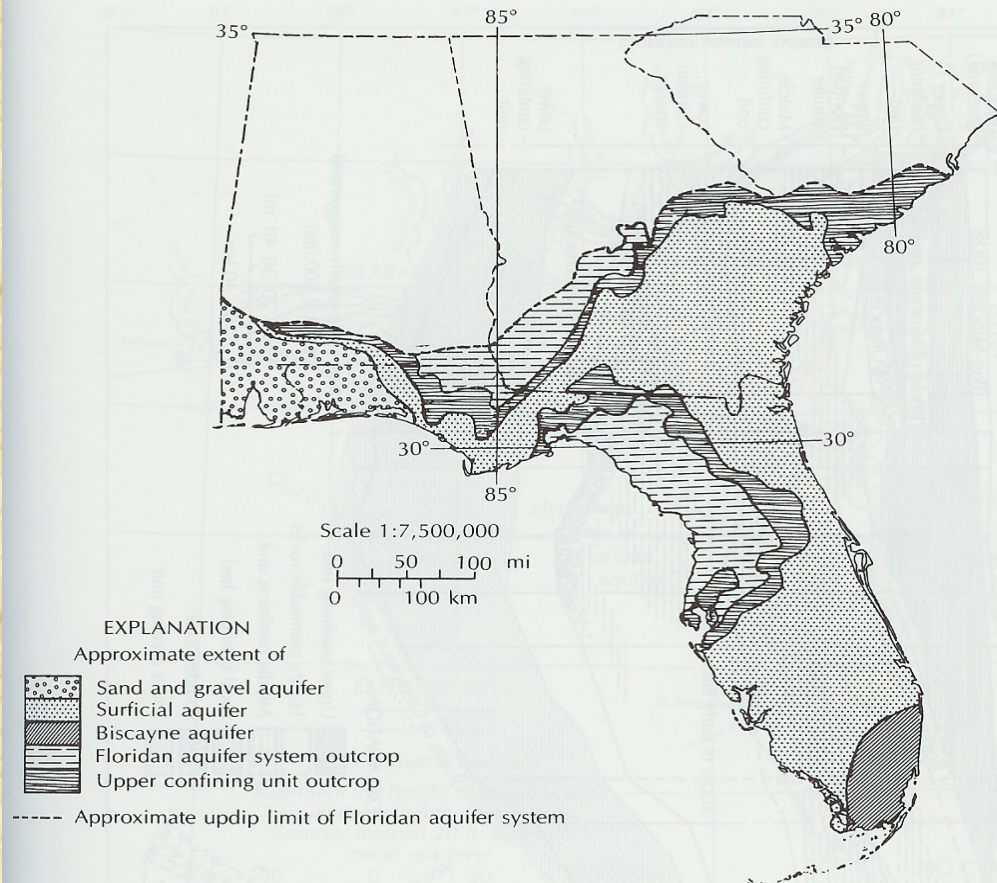 85°
35°
35° 80°
80°
30°
30°
85°
Scale 1:7,500,000
0 50 100 mi
0 100 km
EXPLANATION
Approximate extent of
Sand and gravel aquifer
Surficial aquifer
Biscayne aquifer
Floridan aquifer system outcrop
Upper confining unit outcrop
Approximate updip limit of Floridan aquifer system